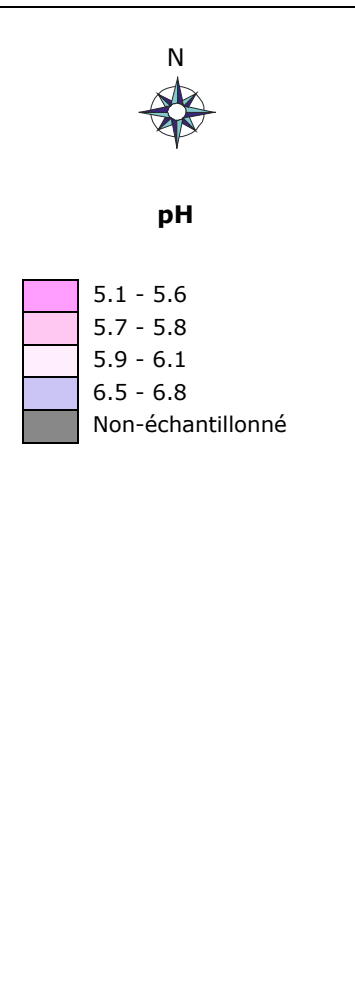 N
pH
5.1 - 5.6
5.7 - 5.8
5.9 - 6.1
6.5 - 6.8
Non-échantillonné